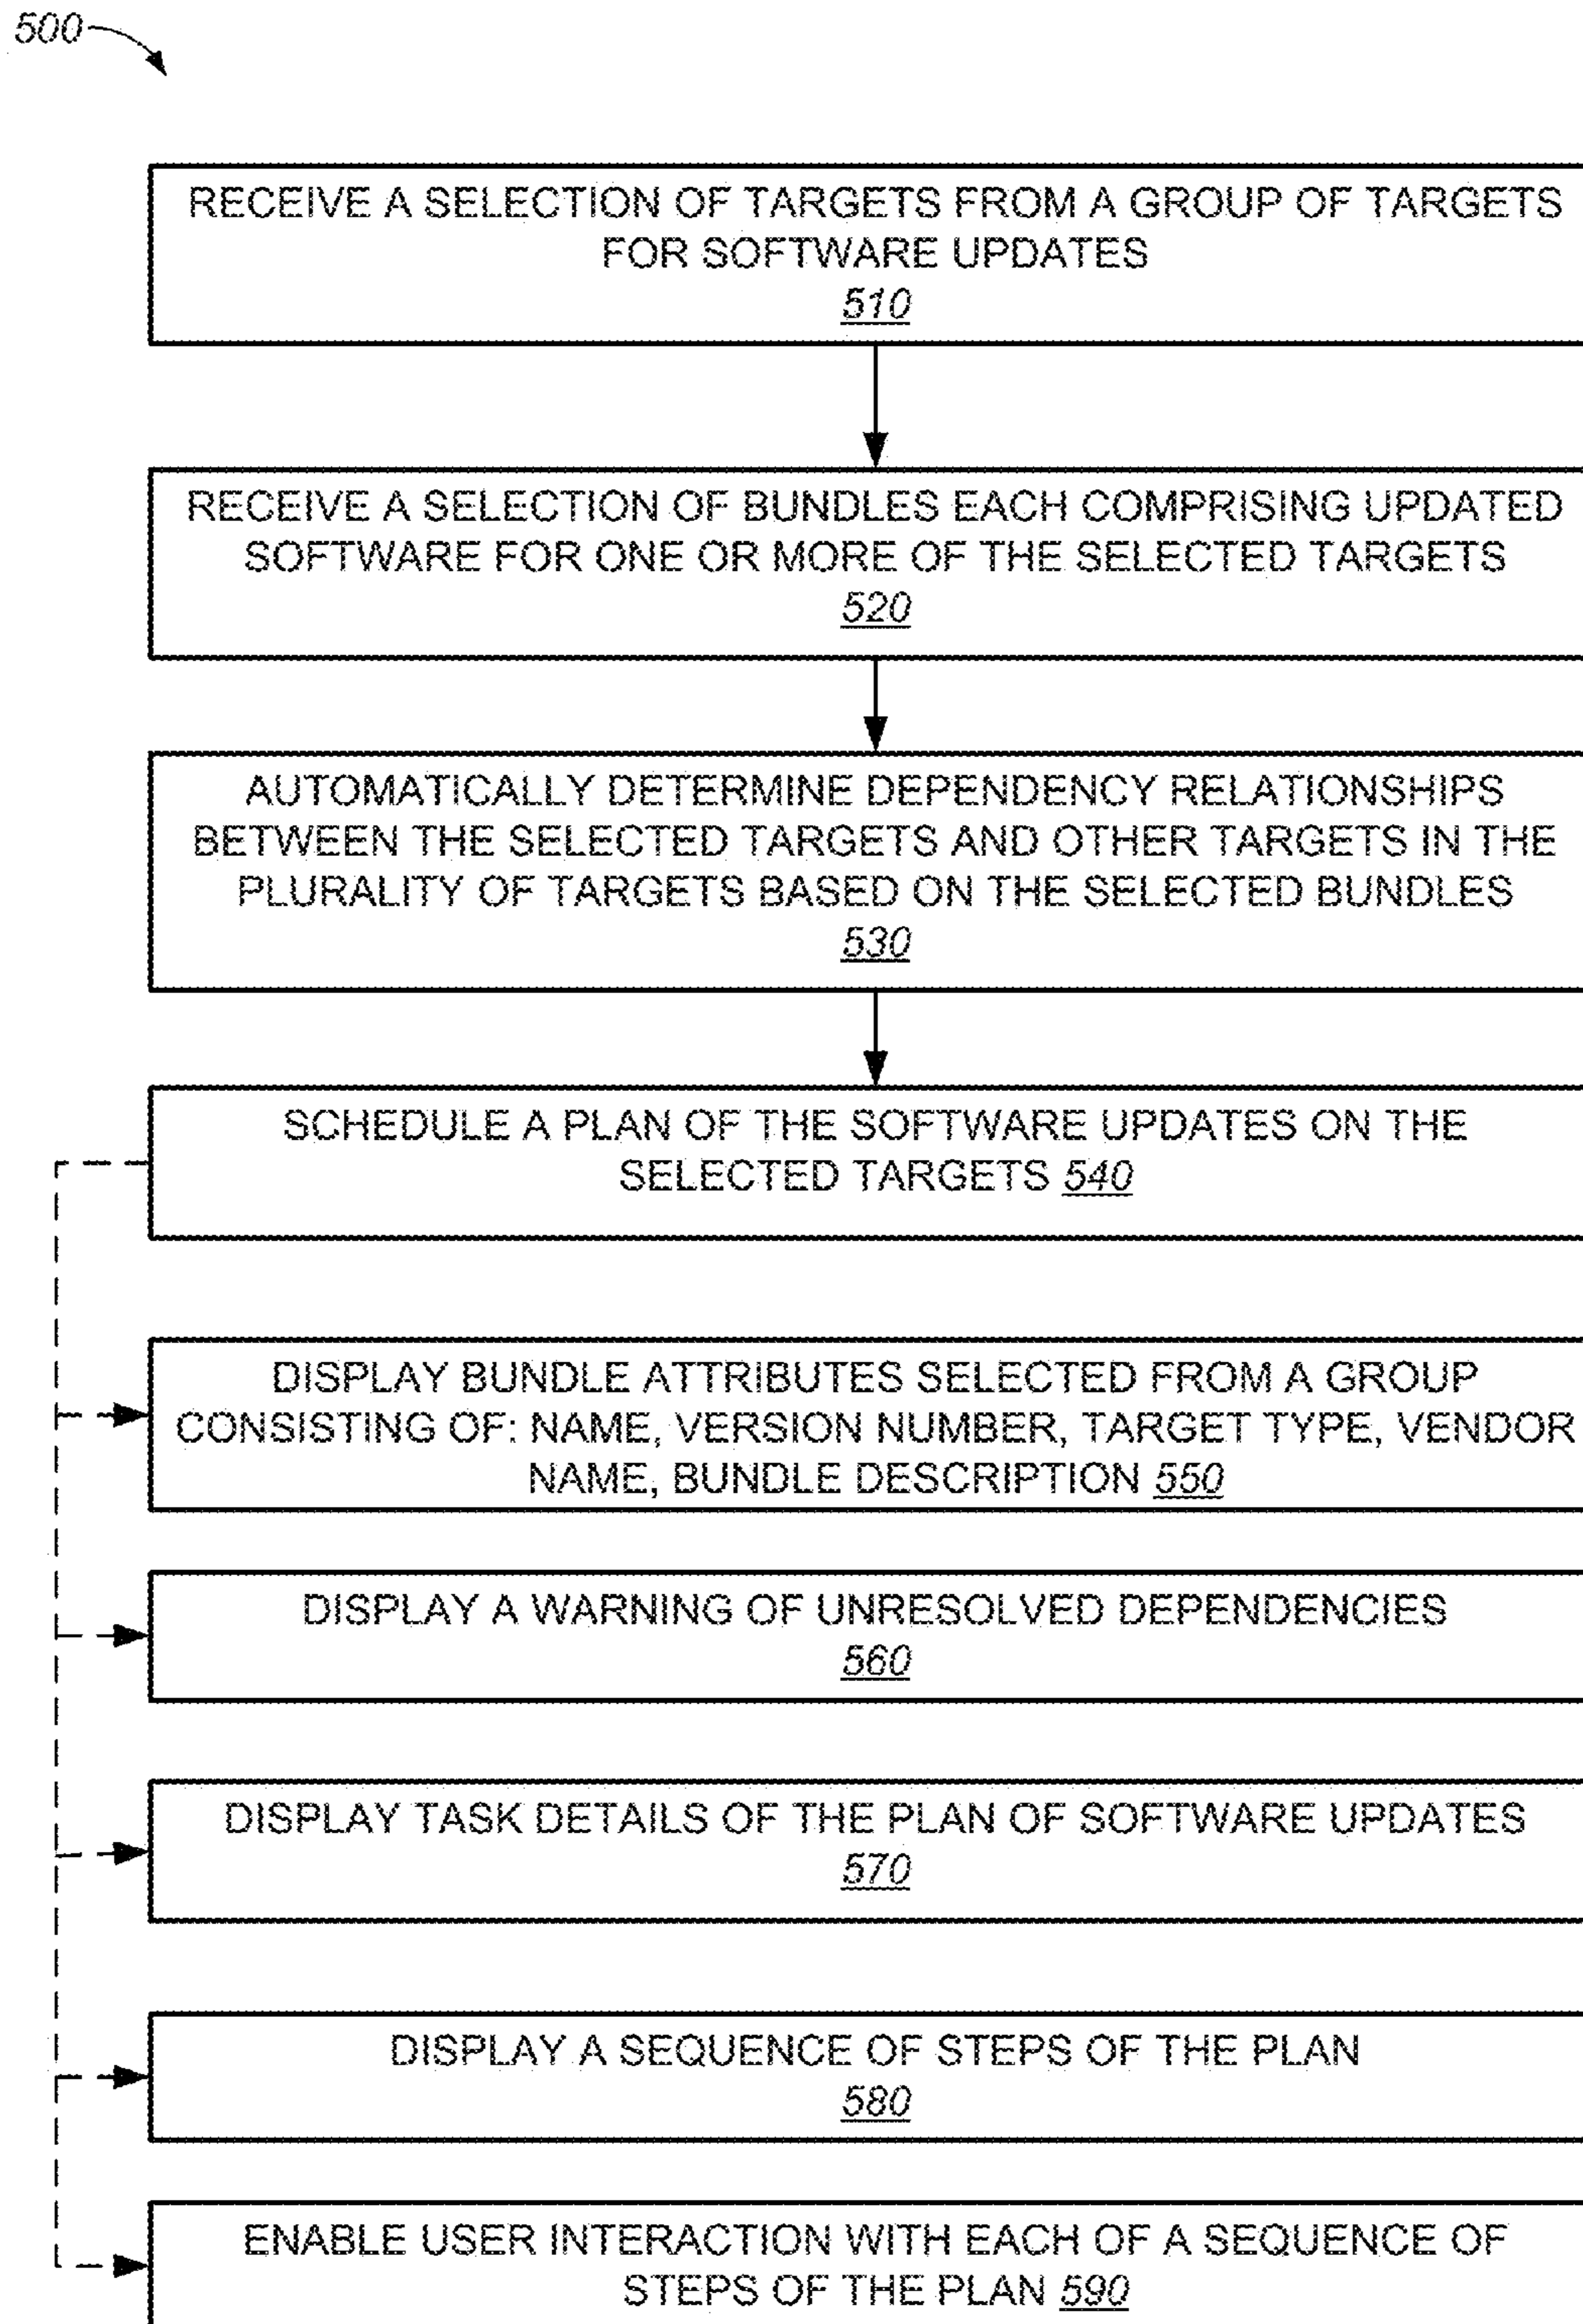 500
RECEIVE A SELECTION OF TARGETS FROM A GROUP OF TARGETS
FOR SOFTWARE UPDATES
510
RECEIVE A SELECTION OF BUNDLES EACH COMPRISING UPDATED
SOFTWARE FOR ONE OR MORE OF THE SELECTED TARGETS
520
AUTOMATICALLY DETERMINE DEPENDENCY RELATIONSHIPS
BETWEEN THE SELECTED TARGETS AND OTHER TARGETS IN THE
PLURALITY OF TARGETS BASED ON THE SELECTED BUNDLES
530
SCHEDULE A PLAN OF THE SOFTWARE UPDATES ON THE
SELECTED TARGETS 540
DISPLAY BUNDLE ATTRIBUTES SELECTED FROM A GROUP
CONSISTING OF: NAME, VERSION NUMBER, TARGET TYPE, VENDOR
NAME, BUNDLE DESCRIPTION 550
DISPLAY A WARNING OF UNRESOLVED DEPENDENCIES
560
DISPLAY TASK DETAILS OF THE PLAN OF SOFTWARE UPDATES
570
DISPLAY A SEQUENCE OF STEPS OF THE PLAN
580
ENABLE USER INTERACTION WITH EACH OF A SEQUENCE OF
STEPS OF THE PLAN 590